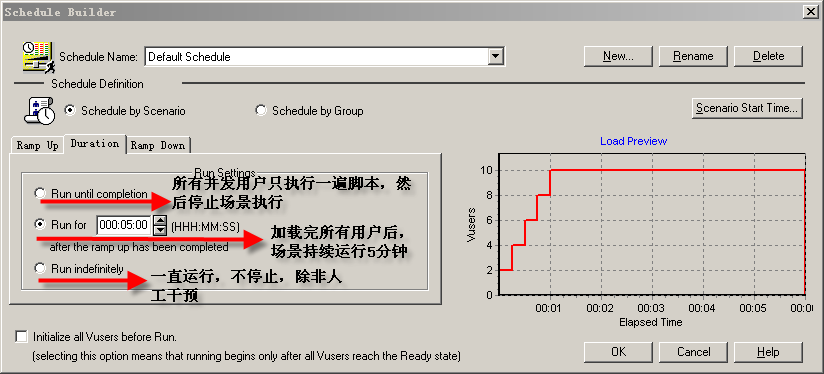 Schedule Builder
Schedule Name: Default Schedule
New... Rename Delete
Schedule Definition
Schedule by Scenario Schedule by Group
Scenario Start Time...
Ramp Up Duration Ramp Down
Run Settings
Run until completion
所有并发用户只执行一遍脚本，然
后停止场景执行
Run for 000:05:00 (HHH:MM:SS)
after the ramp up has been completed
加载完所有用户后，
场景持续运行5分钟
Run indefinitely
一直运行，不停止，除非人
工干预
Load Preview
Vusers
10
8
6
4
2
0
00:01 00:02 00:03 00:04 00:05 00:0
Elapsed Time
Initialize all Vusers before Run.
(selecting this option means that running begins only after all Vusers reach the Ready state)
OK Cancel Help